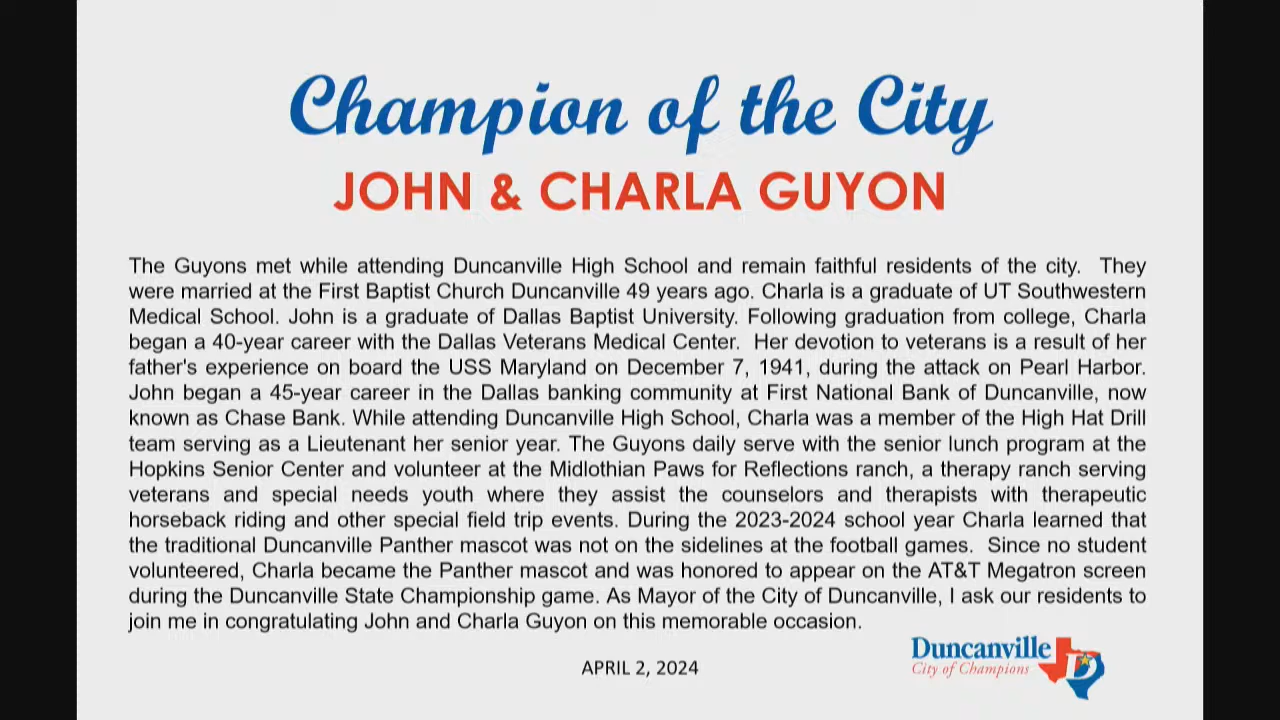 Champion of the City
JOHN & CHARLA GUYON
The Guyons met while attending Duncanville High School and remain faithful residents of the city. They
were married at the First Baptist Church Duncanville 49 years ago. Charla is a graduate of UT Southwestern
Medical School. John is a graduate of Dallas Baptist University. Following graduation from college, Charla
began a 40-year career with the Dallas Veterans Medical Center. Her devotion to veterans is a result of her
father's experience on board the USS Maryland on December 7, 1941, during the attack on Pearl Harbor.
John began a 45-year career in the Dallas banking community at First National Bank of Duncanville, now
known as Chase Bank. While attending Duncanville High School, Charla was a member of the High Hat Drill
team serving as a Lieutenant her senior year. The Guyons daily serve with the senior lunch program at the
Hopkins Senior Center and volunteer at the Midlothian Paws for Reflections ranch, a therapy ranch serving
veterans and special needs youth where they assist the counselors and therapists with therapeutic
horseback riding and other special field trip events. During the 2023-2024 school year Charla learned that
the traditional Duncanville Panther mascot was not on the sidelines at the football games. Since no student
volunteered, Charla became the Panther mascot and was honored to appear on the AT&T Megatron screen
during the Duncanville State Championship game. As Mayor of the City of Duncanville, I ask our residents to
join me in congratulating John and Charla Guyon on this memorable occasion.
APRIL 2, 2024
Duncanville
City of Champions
D